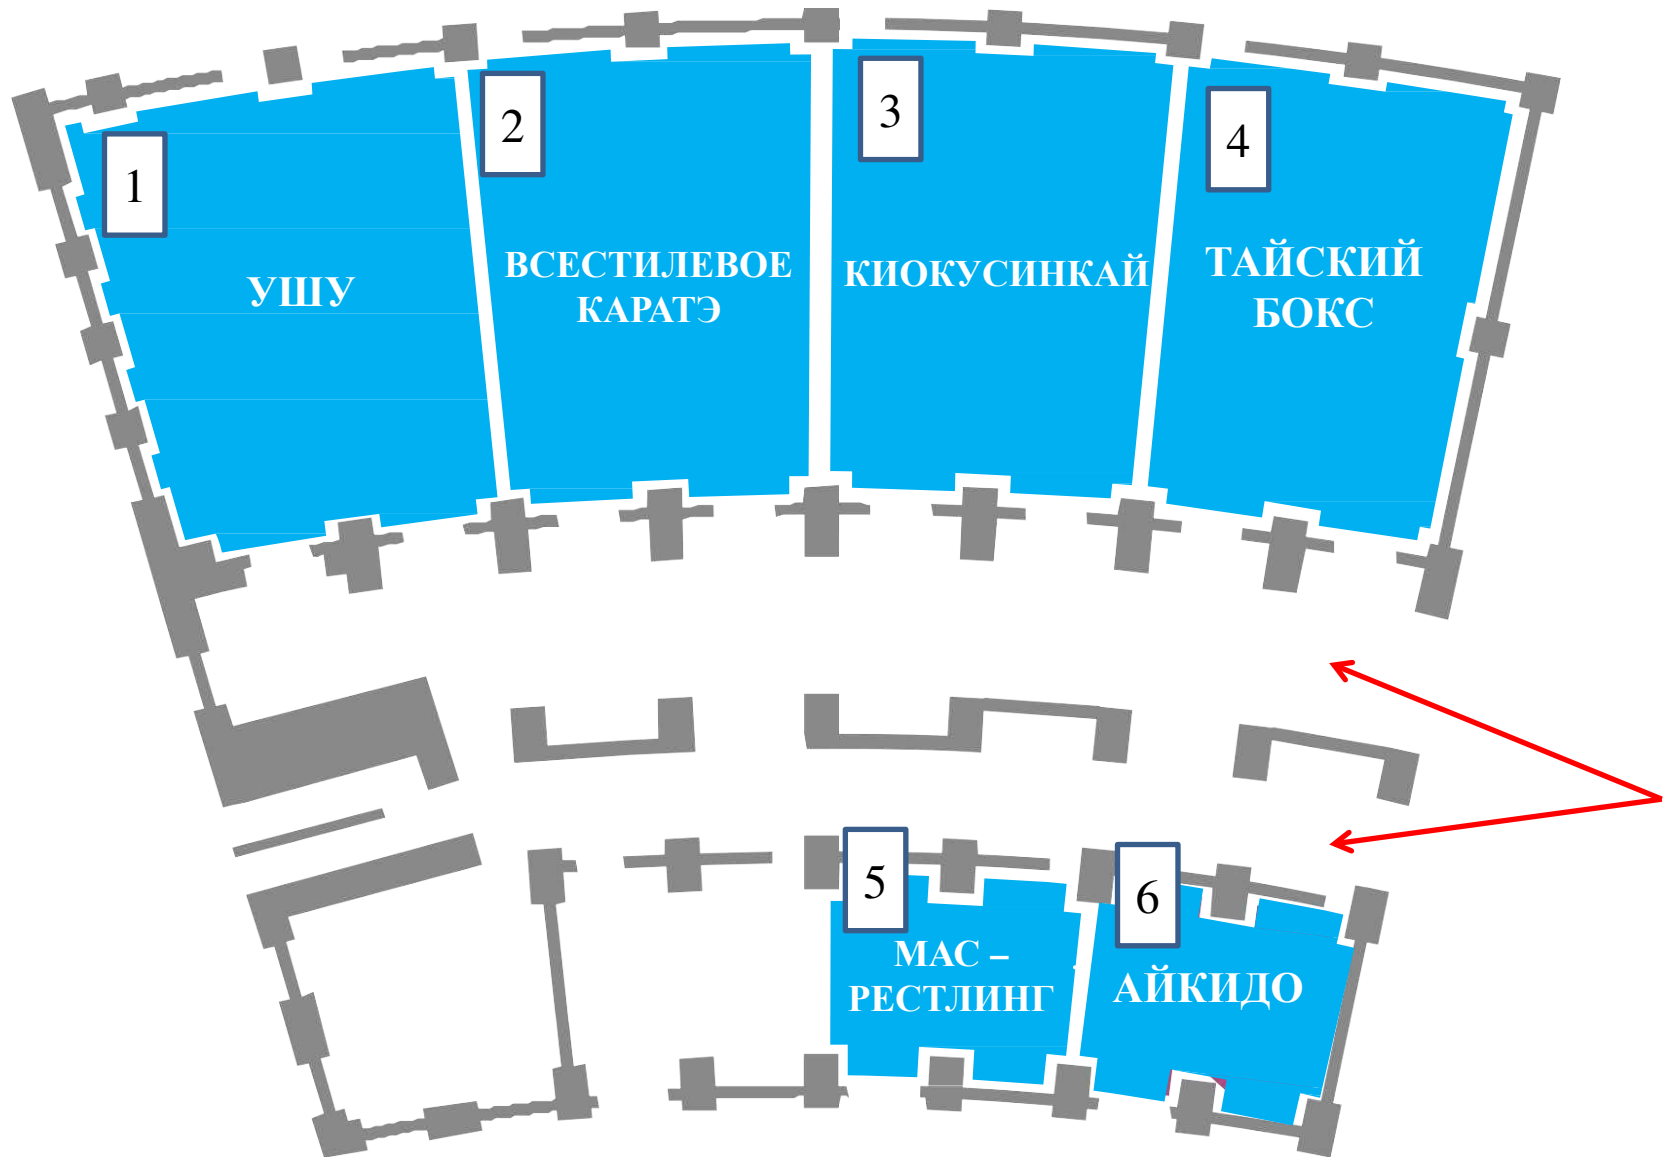 1
УШУ
2
ВСЕСТИЛЕВОЕ
КАРАТЭ
3
КИОКУСИНКАЙ
4
ТАЙСКИЙ
БОКС
5
МАС –
РЕСТЛИНГ
6
АЙКИДО